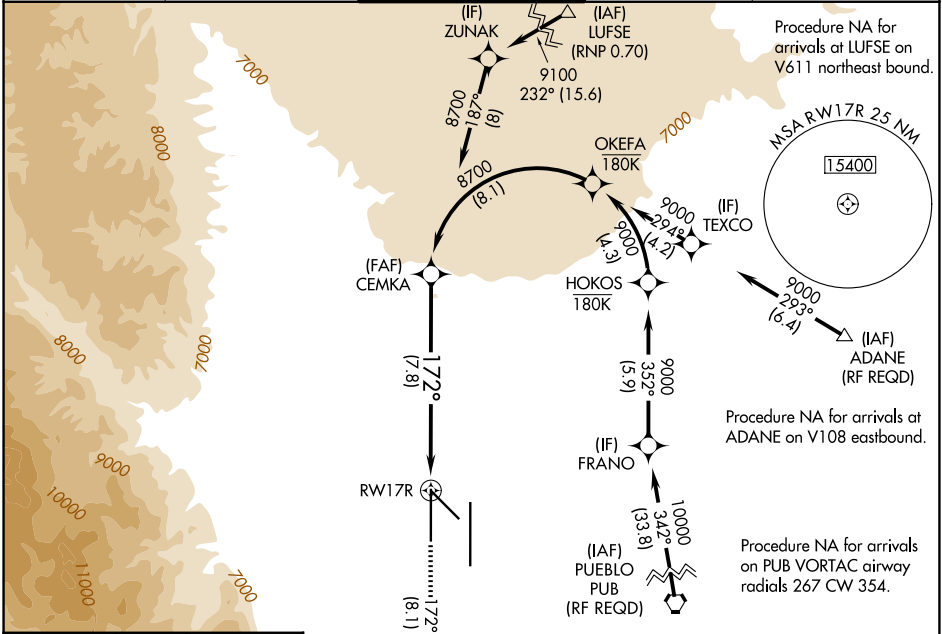 (IF)
ZUNAK
(IAF)
LUFSE
(RNP 0.70)
9100
232° (15.6)
Procedure NA for
arrivals at LUFSE on
V611 northeast bound.
7000
8000
8700
187°
(8)
7000
MSA RW17R 25 NM
15400
OKEFA
180K
8700
(8.1)
9000
294°
(4.2)
(IF)
TEXCO
9000
(4.3)
(FAF)
CEMKA
HOKOS
180K
9000
293°
(6.4)
(IAF)
ADANE
(RF REQD)
8000
7000
172°
(7.8)
9000
352°
(5.9)
Procedure NA for arrivals at
ADANE on V108 eastbound.
(IF)
FRANO
9000
10000
11000
7000
RW17R
172°
(8.1)
10000
342°
(33.8)
(IAF)
PUEBLO
PUB
(RF REQD)
Procedure NA for arrivals
on PUB VORTAC airway
radials 267 CW 354.